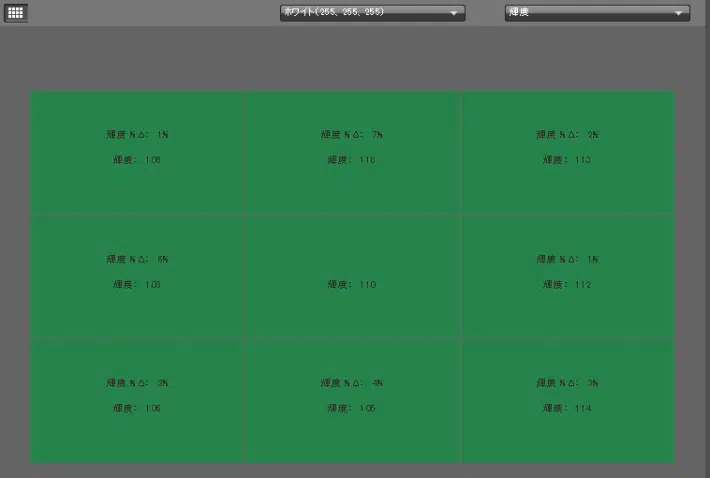 ホワイト(255、255、255)
輝度
輝度 % Δ: 1%
輝度: 108
輝度 % Δ: 7%
輝度: 118
輝度 % Δ: 2%
輝度: 113
輝度 % Δ: 6%
輝度: 103
輝度: 110
輝度 % Δ: 1%
輝度: 112
輝度 % Δ: 3%
輝度: 106
輝度 % Δ: 4%
輝度: 105
輝度 % Δ: 3%
輝度: 114